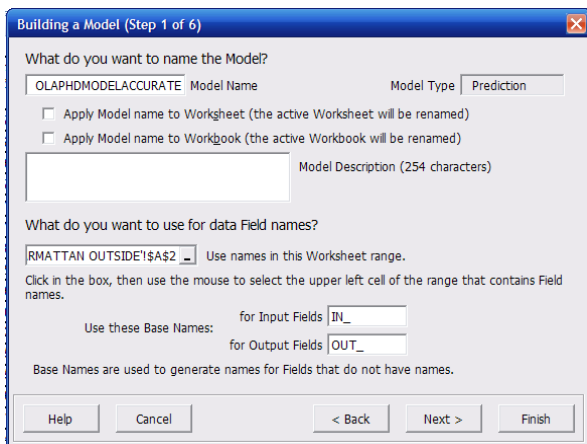 Building a Model (Step 1 of 6)
What do you want to name the Model?
OLAPHDMODELACCURATE Model Name Model Type Prediction
Apply Model name to Worksheet (the active Worksheet will be renamed)
Apply Model name to Workbook (the active Workbook will be renamed)
Model Description (254 characters)
What do you want to use for data Field names?
RMATTAN OUTSIDE'!$A$2 Use names in this Worksheet range.
Click in the box, then use the mouse to select the upper left cell of the range that contains Field
names.
for Input Fields IN_
Use these Base Names:
for Output Fields OUT_
Base Names are used to generate names for Fields that do not have names.
Help Cancel < Back Next > Finish